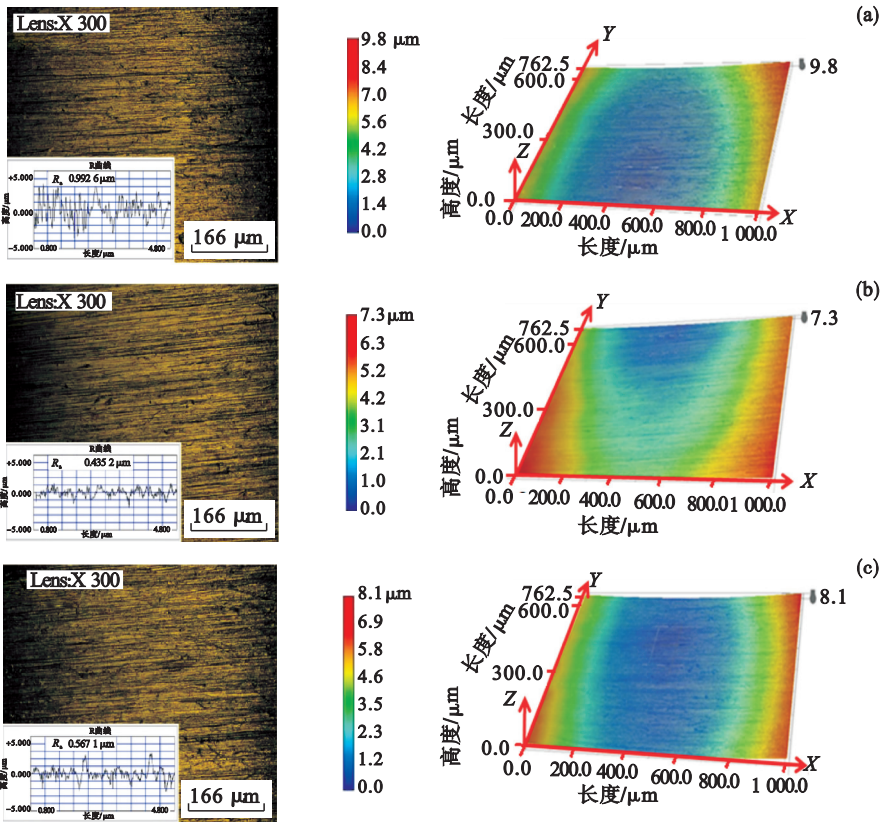 (a)
Lens:X 300
R曲线
Ra 0.992 6 μm
+5.000
0.000
-5.000
高度/μm
0.800
4.800
长度/μm
166 μm
9.8 μm
8.4
7.0
5.6
4.2
2.8
1.4
0.0
Y
762.5
600.0
300.0
0.0
长度/μm
Z
高度/μm
0.0
200.0
400.0
600.0
800.0
1 000.0
X
长度/μm
9.8
(b)
Lens:X 300
R曲线
Ra 0.435 2 μm
+5.000
0.000
-5.000
高度/μm
0.800
4.800
长度/μm
166 μm
7.3 μm
6.3
5.2
4.2
3.1
2.1
1.0
0.0
Y
762.5
600.0
300.0
0.0
长度/μm
Z
高度/μm
0.0
200.0
400.0
600.0
800.01 000.0
X
长度/μm
7.3
(c)
Lens:X 300
R曲线
Ra 0.567 1 μm
+5.000
0.000
-5.000
高度/μm
0.800
4.800
长度/μm
166 μm
8.1 μm
6.9
5.8
4.6
3.5
2.3
1.2
0.0
Y
762.5
600.0
300.0
0.0
长度/μm
Z
高度/μm
0.0
200.0
400.0
600.0
800.0
1 000.0
X
长度/μm
8.1